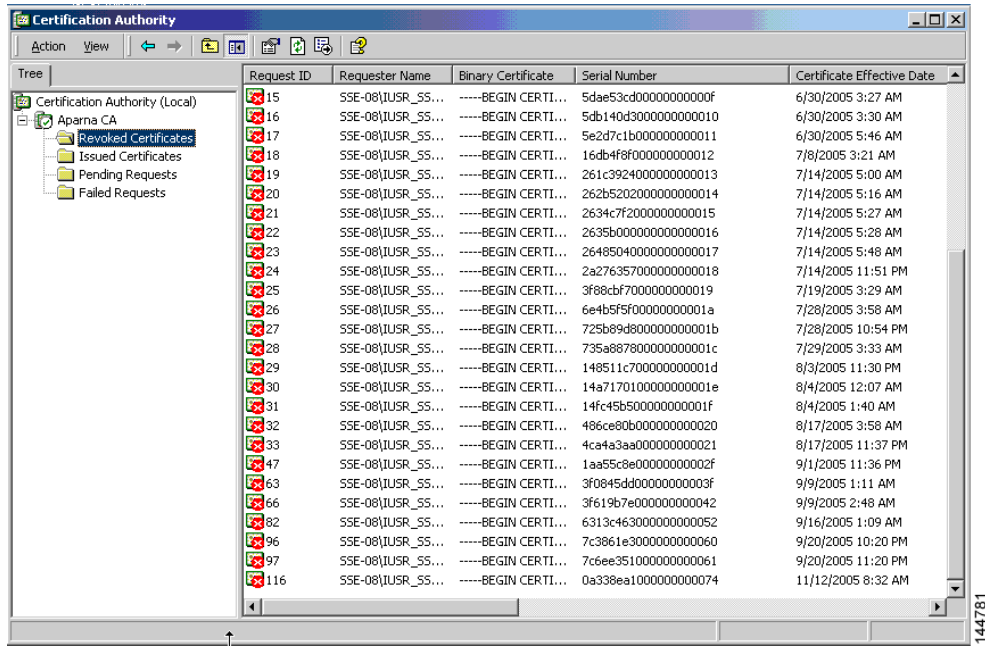 Certification Authority
Action View
Tree
Request ID Requester Name Binary Certificate Serial Number Certificate Effective Date
Certification Authority (Local)
Aparna CA
Revoked Certificates
Issued Certificates
Pending Requests
Failed Requests
15 SSE-08\IUSR_SS... -----BEGIN CERTI... 5dae53cd00000000000f 6/30/2005 3:27 AM
16 SSE-08\IUSR_SS... -----BEGIN CERTI... 5db140d3000000000010 6/30/2005 3:30 AM
17 SSE-08\IUSR_SS... -----BEGIN CERTI... 5e2d7c1b000000000011 6/30/2005 5:46 AM
18 SSE-08\IUSR_SS... -----BEGIN CERTI... 16db4f8f000000000012 7/8/2005 3:21 AM
19 SSE-08\IUSR_SS... -----BEGIN CERTI... 261c3924000000000013 7/14/2005 5:00 AM
20 SSE-08\IUSR_SS... -----BEGIN CERTI... 262b5202000000000014 7/14/2005 5:16 AM
21 SSE-08\IUSR_SS... -----BEGIN CERTI... 2634c7f2000000000015 7/14/2005 5:27 AM
22 SSE-08\IUSR_SS... -----BEGIN CERTI... 2635b000000000000016 7/14/2005 5:28 AM
23 SSE-08\IUSR_SS... -----BEGIN CERTI... 26485040000000000017 7/14/2005 5:48 AM
24 SSE-08\IUSR_SS... -----BEGIN CERTI... 2a276357000000000018 7/14/2005 11:51 PM
25 SSE-08\IUSR_SS... -----BEGIN CERTI... 3f88cbf7000000000019 7/19/2005 3:29 AM
26 SSE-08\IUSR_SS... -----BEGIN CERTI... 6e4b5f5f00000000001a 7/28/2005 3:58 AM
27 SSE-08\IUSR_SS... -----BEGIN CERTI... 725b89d800000000001b 7/28/2005 10:54 PM
28 SSE-08\IUSR_SS... -----BEGIN CERTI... 735a887800000000001c 7/29/2005 3:33 AM
29 SSE-08\IUSR_SS... -----BEGIN CERTI... 148511c700000000001d 8/3/2005 11:30 PM
30 SSE-08\IUSR_SS... -----BEGIN CERTI... 14a7170100000000001e 8/4/2005 12:07 AM
31 SSE-08\IUSR_SS... -----BEGIN CERTI... 14fc45b500000000001f 8/4/2005 1:40 AM
32 SSE-08\IUSR_SS... -----BEGIN CERTI... 486ce80b000000000020 8/17/2005 3:58 AM
33 SSE-08\IUSR_SS... -----BEGIN CERTI... 4ca4a3aa000000000021 8/17/2005 11:37 PM
47 SSE-08\IUSR_SS... -----BEGIN CERTI... 1aa55c8e00000000002f 9/1/2005 11:36 PM
63 SSE-08\IUSR_SS... -----BEGIN CERTI... 3f0845dd00000000003f 9/9/2005 1:11 AM
66 SSE-08\IUSR_SS... -----BEGIN CERTI... 3f619b7e000000000042 9/9/2005 2:48 AM
82 SSE-08\IUSR_SS... -----BEGIN CERTI... 6313c463000000000052 9/16/2005 1:09 AM
96 SSE-08\IUSR_SS... -----BEGIN CERTI... 7c3861e3000000000060 9/20/2005 10:20 PM
97 SSE-08\IUSR_SS... -----BEGIN CERTI... 7c6ee351000000000061 9/20/2005 11:20 PM
116 SSE-08\IUSR_SS... -----BEGIN CERTI... 0a338ea1000000000074 11/12/2005 8:32 AM
144781